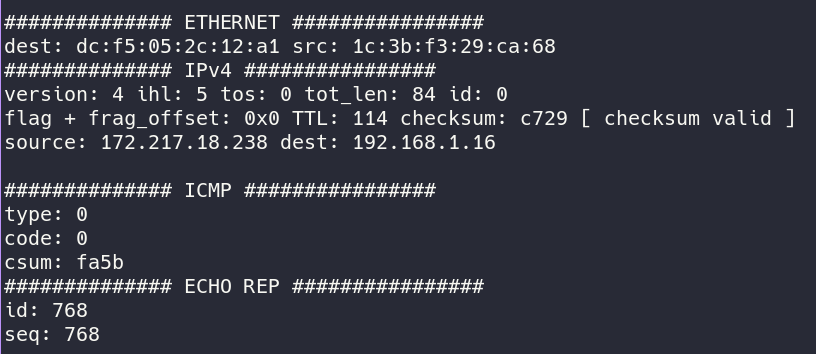 ############## ETHERNET ################
dest: dc:f5:05:2c:12:a1 src: 1c:3b:f3:29:ca:68
############## IPv4 ################
version: 4 ihl: 5 tos: 0 tot_len: 84 id: 0
flag + frag_offset: 0x0 TTL: 114 checksum: c729 [ checksum valid ]
source: 172.217.18.238 dest: 192.168.1.16
############## ICMP ################
type: 0
code: 0
csum: fa5b
############## ECHO REP ################
id: 768
seq: 768